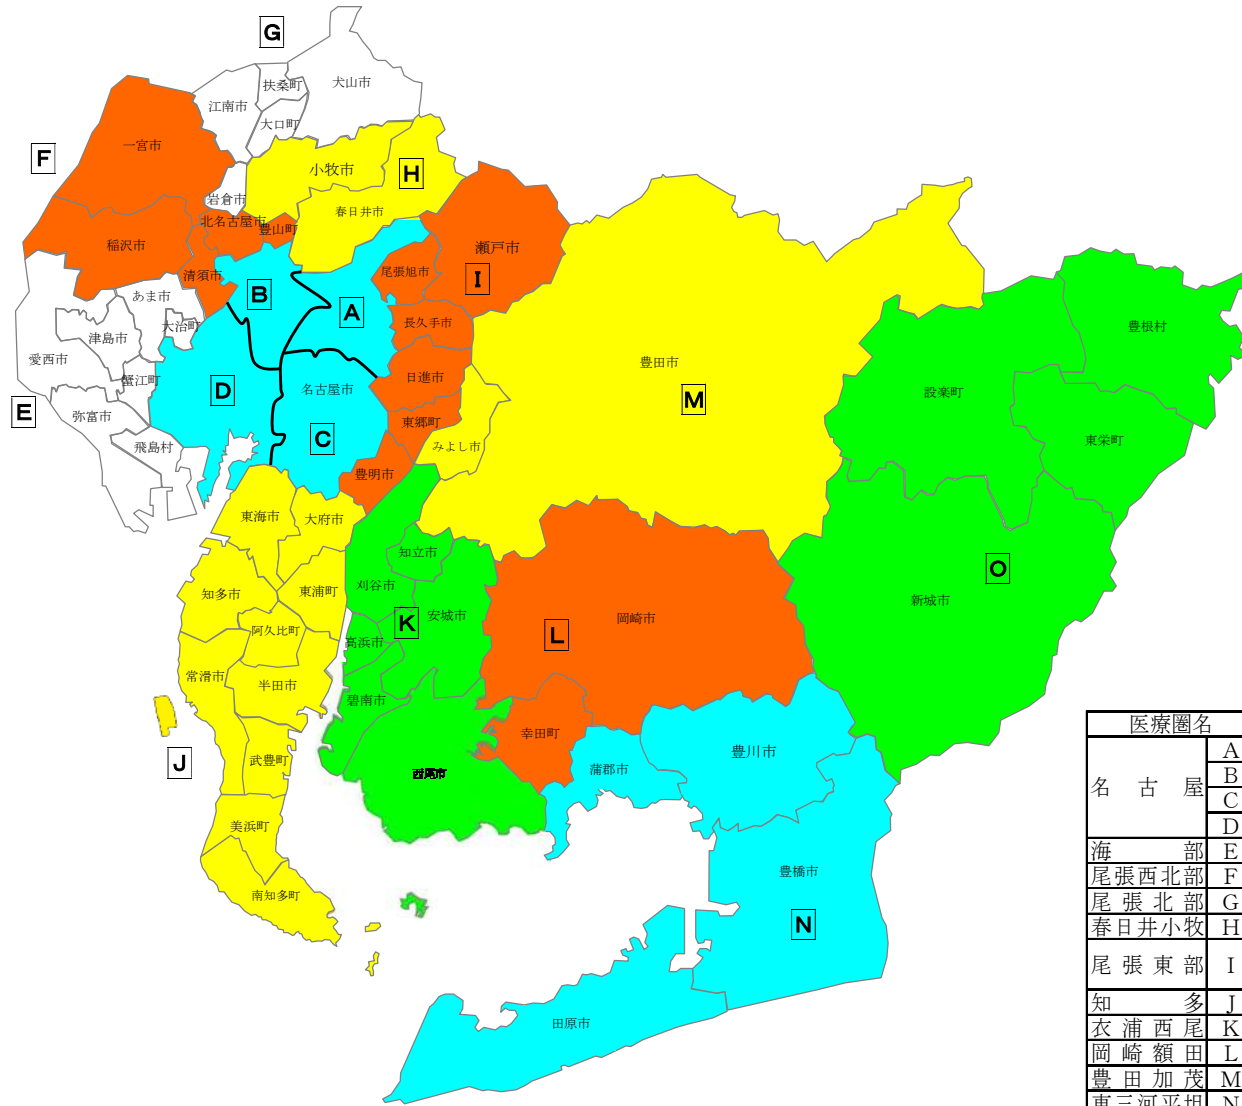 G
犬山市
扶桑町
江南市
大口町
一宮市
F
小牧市
H
岩倉市
春日井市
北名古屋市
豊山町
稲沢市
瀬戸市
清須市
尾張旭市
I
あま市
B
A
大治町
長久手市
津島市
豊根村
愛西市
豊田市
蟹江町
日進市
D
名古屋市
設楽町
M
E
弥富市
東郷町
C
東栄町
飛島村
みよし市
豊明市
東海市
大府市
知立市
O
刈谷市
東浦町
知多市
新城市
安城市
岡崎市
K
阿久比町
L
高浜市
常滑市
半田市
碧南市
幸田町
豊川市
J
武豊町
蒲郡市
西尾市
美浜町
豊橋市
南知多町
N
田原市
医療圏名
名古屋
A
B
C
D
海部 E
尾張西北部 F
尾張北部 G
春日井小牧 H
尾張東部 I
知多 J
衣浦西尾 K
岡崎額田 L
豊田加茂 M
東三河平坦 N